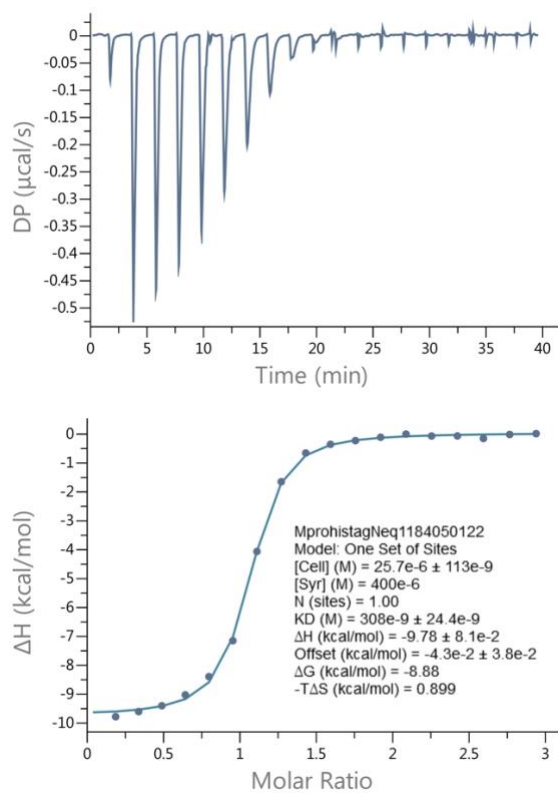 0
-0.05
-0.1
-0.15
-0.2
-0.25
-0.3
-0.35
-0.4
-0.45
-0.5
DP (µcal/s)
0 5 10 15 20 25 30 35 40
Time (min)
0
-1
-2
-3
-4
-5
-6
-7
-8
-9
-10
ΔH (kcal/mol)
MprohistagNeq1184050122
Model: One Set of Sites
[Cell] (M) = 25.7e-6 ± 113e-9
[Syr] (M) = 400e-6
N (sites) = 1.00
KD (M) = 308e-9 ± 24.4e-9
ΔH (kcal/mol) = -9.78 ± 8.1e-2
Offset (kcal/mol) = -4.3e-2 ± 3.8e-2
ΔG (kcal/mol) = -8.88
-TΔS (kcal/mol) = 0.899
0 0.5 1 1.5 2 2.5 3
Molar Ratio